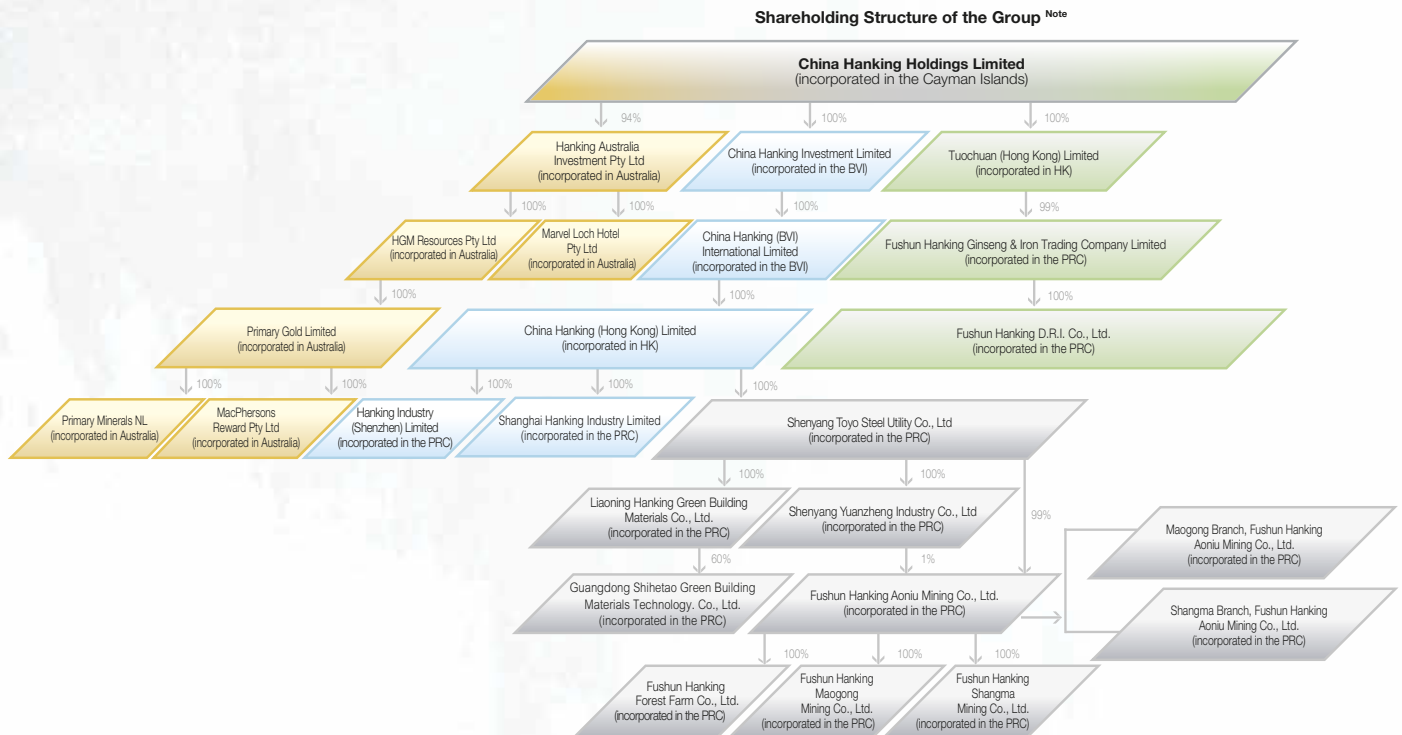 Shareholding Structure of the Group Note
China Hanking Holdings Limited
(incorporated in the Cayman Islands)
94%
100%
100%
Hanking Australia
Investment Pty Ltd
(incorporated in Australia)
China Hanking Investment Limited
(incorporated in the BVI)
Tuochuan (Hong Kong) Limited
(incorporated in HK)
100%
100%
100%
99%
HGM Resources Pty Ltd
(incorporated in Australia)
Marvel Loch Hotel
Pty Ltd
(incorporated in Australia)
China Hanking (BVI)
International Limited
(incorporated in the BVI)
Fushun Hanking Ginseng & Iron Trading Company Limited
(incorporated in the PRC)
100%
100%
100%
Primary Gold Limited
(incorporated in Australia)
China Hanking (Hong Kong) Limited
(incorporated in HK)
Fushun Hanking D.R.I. Co., Ltd.
(incorporated in the PRC)
100%
100%
100%
100%
100%
Primary Minerals NL
(incorporated in Australia)
MacPhersons
Reward Pty Ltd
(incorporated in Australia)
Hanking Industry
(Shenzhen) Limited
(incorporated in the PRC)
Shanghai Hanking Industry Limited
(incorporated in the PRC)
Shenyang Toyo Steel Utility Co., Ltd
(incorporated in the PRC)
100%
100%
99%
Liaoning Hanking Green Building
Materials Co., Ltd.
(incorporated in the PRC)
Shenyang Yuanzheng Industry Co., Ltd
(incorporated in the PRC)
Maogong Branch, Fushun Hanking
Aoniu Mining Co., Ltd.
(incorporated in the PRC)
60%
1%
Guangdong Shihetao Green Building
Materials Technology. Co., Ltd.
(incorporated in the PRC)
Fushun Hanking Aoniu Mining Co., Ltd.
(incorporated in the PRC)
Shangma Branch, Fushun Hanking
Aoniu Mining Co., Ltd.
(incorporated in the PRC)
100%
100%
100%
Fushun Hanking
Forest Farm Co., Ltd.
(incorporated in the PRC)
Fushun Hanking
Maogong
Mining Co., Ltd.
(incorporated in the PRC)
Fushun Hanking
Shangma
Mining Co., Ltd.
(incorporated in the PRC)